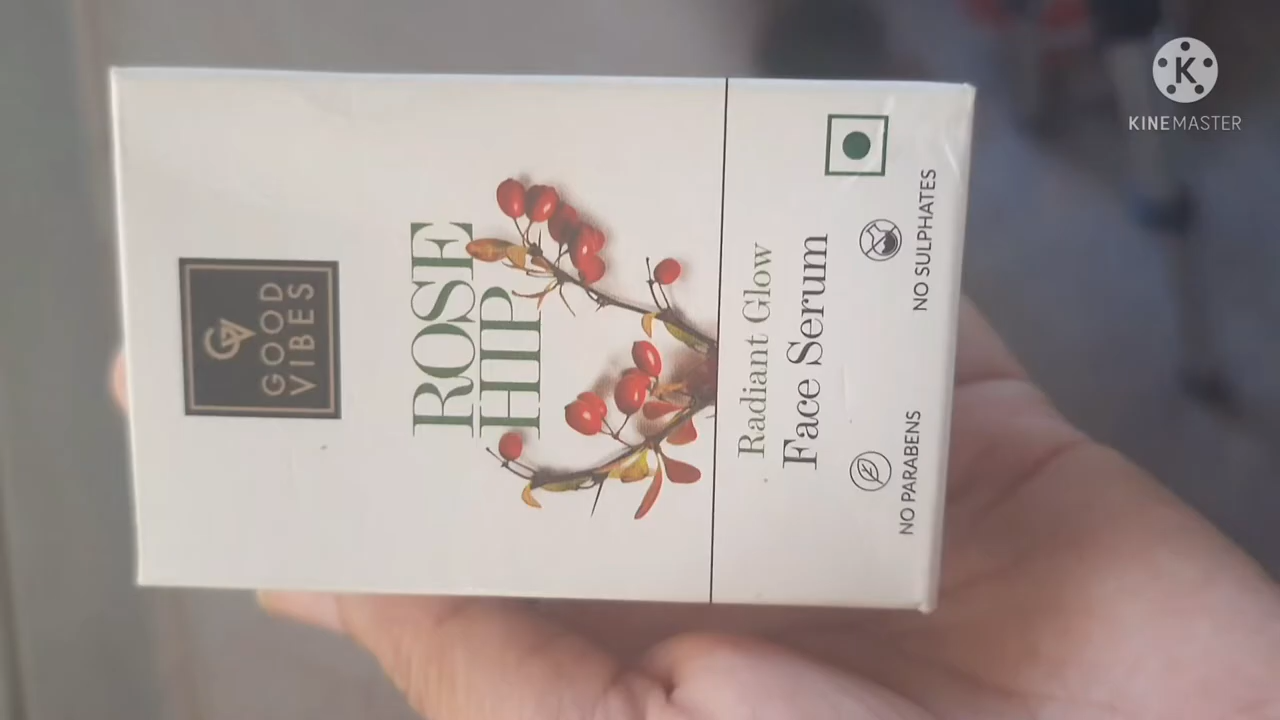 GOOD
VIBES
ROSE
HIP
Radiant Glow
Face Serum
NO PARABENS
NO SULPHATES
KINEMASTER